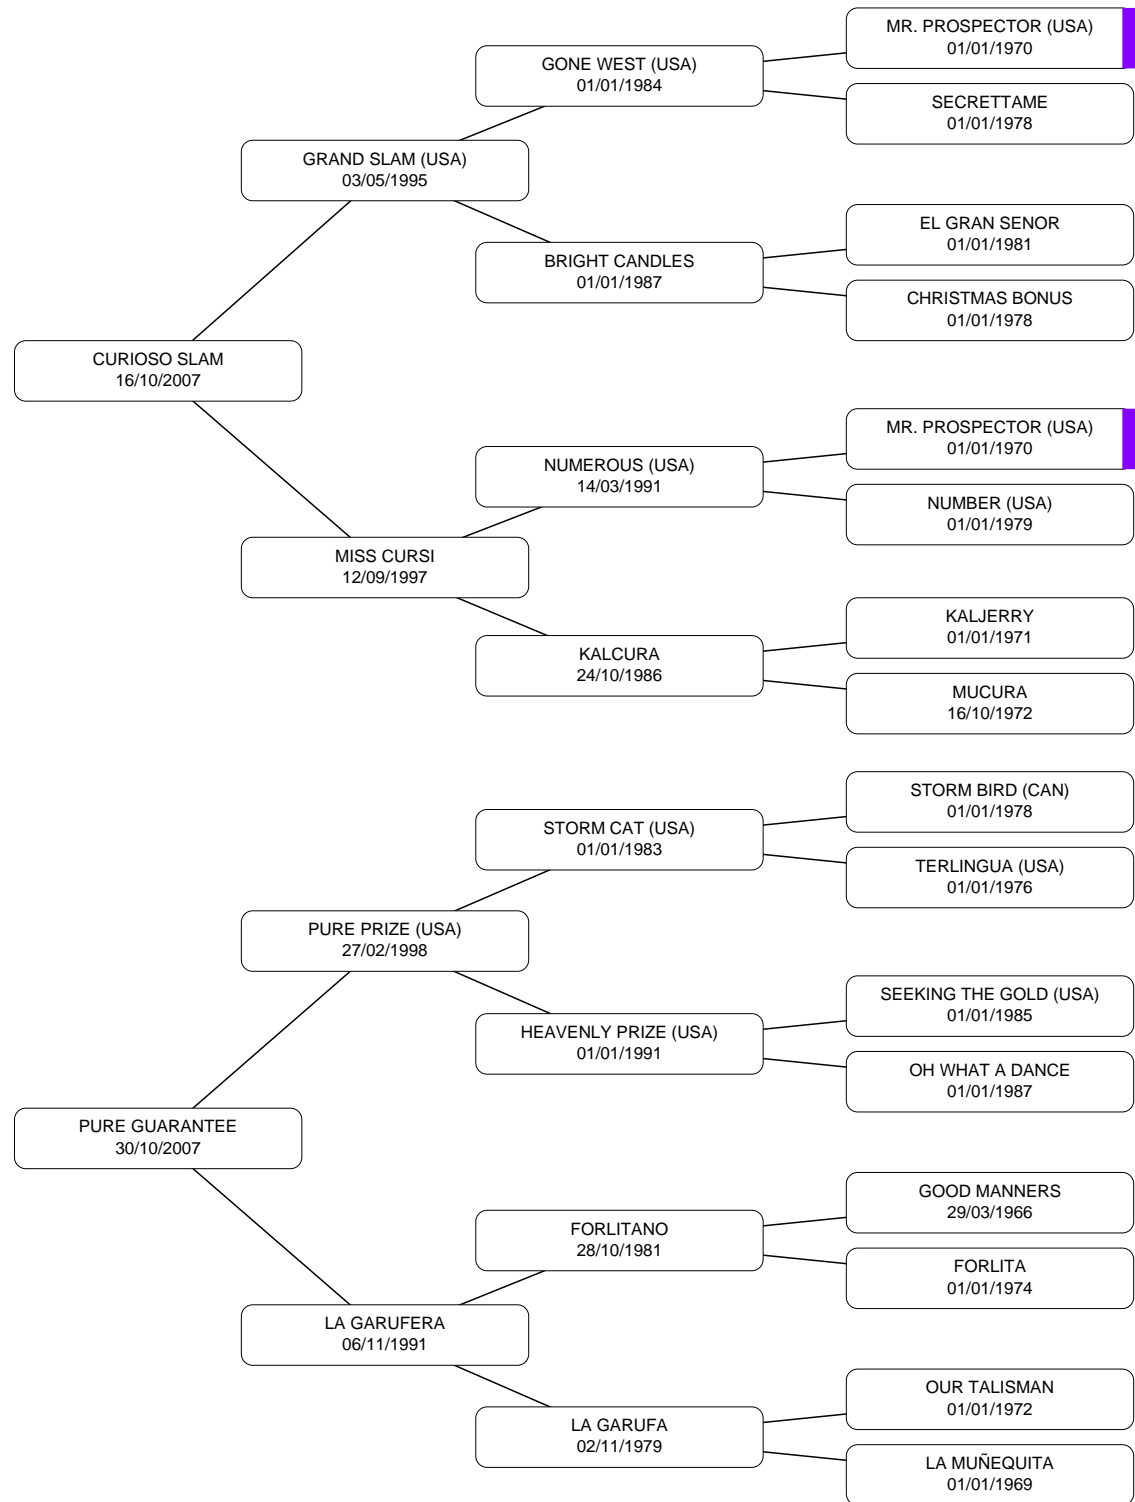 MR. PROSPECTOR (USA)
01/01/1970
GONE WEST (USA)
01/01/1984
SECRETTAME
01/01/1978
GRAND SLAM (USA)
03/05/1995
EL GRAN SENOR
01/01/1981
BRIGHT CANDLES
01/01/1987
CHRISTMAS BONUS
01/01/1978
CURIOSO SLAM
16/10/2007
MR. PROSPECTOR (USA)
01/01/1970
NUMEROUS (USA)
14/03/1991
NUMBER (USA)
01/01/1979
MISS CURSI
12/09/1997
KALJERRY
01/01/1971
KALCURA
24/10/1986
MUCURA
16/10/1972
STORM BIRD (CAN)
01/01/1978
STORM CAT (USA)
01/01/1983
TERLINGUA (USA)
01/01/1976
PURE PRIZE (USA)
27/02/1998
SEEKING THE GOLD (USA)
01/01/1985
HEAVENLY PRIZE (USA)
01/01/1991
OH WHAT A DANCE
01/01/1987
PURE GUARANTEE
30/10/2007
GOOD MANNERS
29/03/1966
FORLITANO
28/10/1981
FORLITA
01/01/1974
LA GARUFERA
06/11/1991
OUR TALISMAN
01/01/1972
LA GARUFA
02/11/1979
LA MUÑEQUITA
01/01/1969